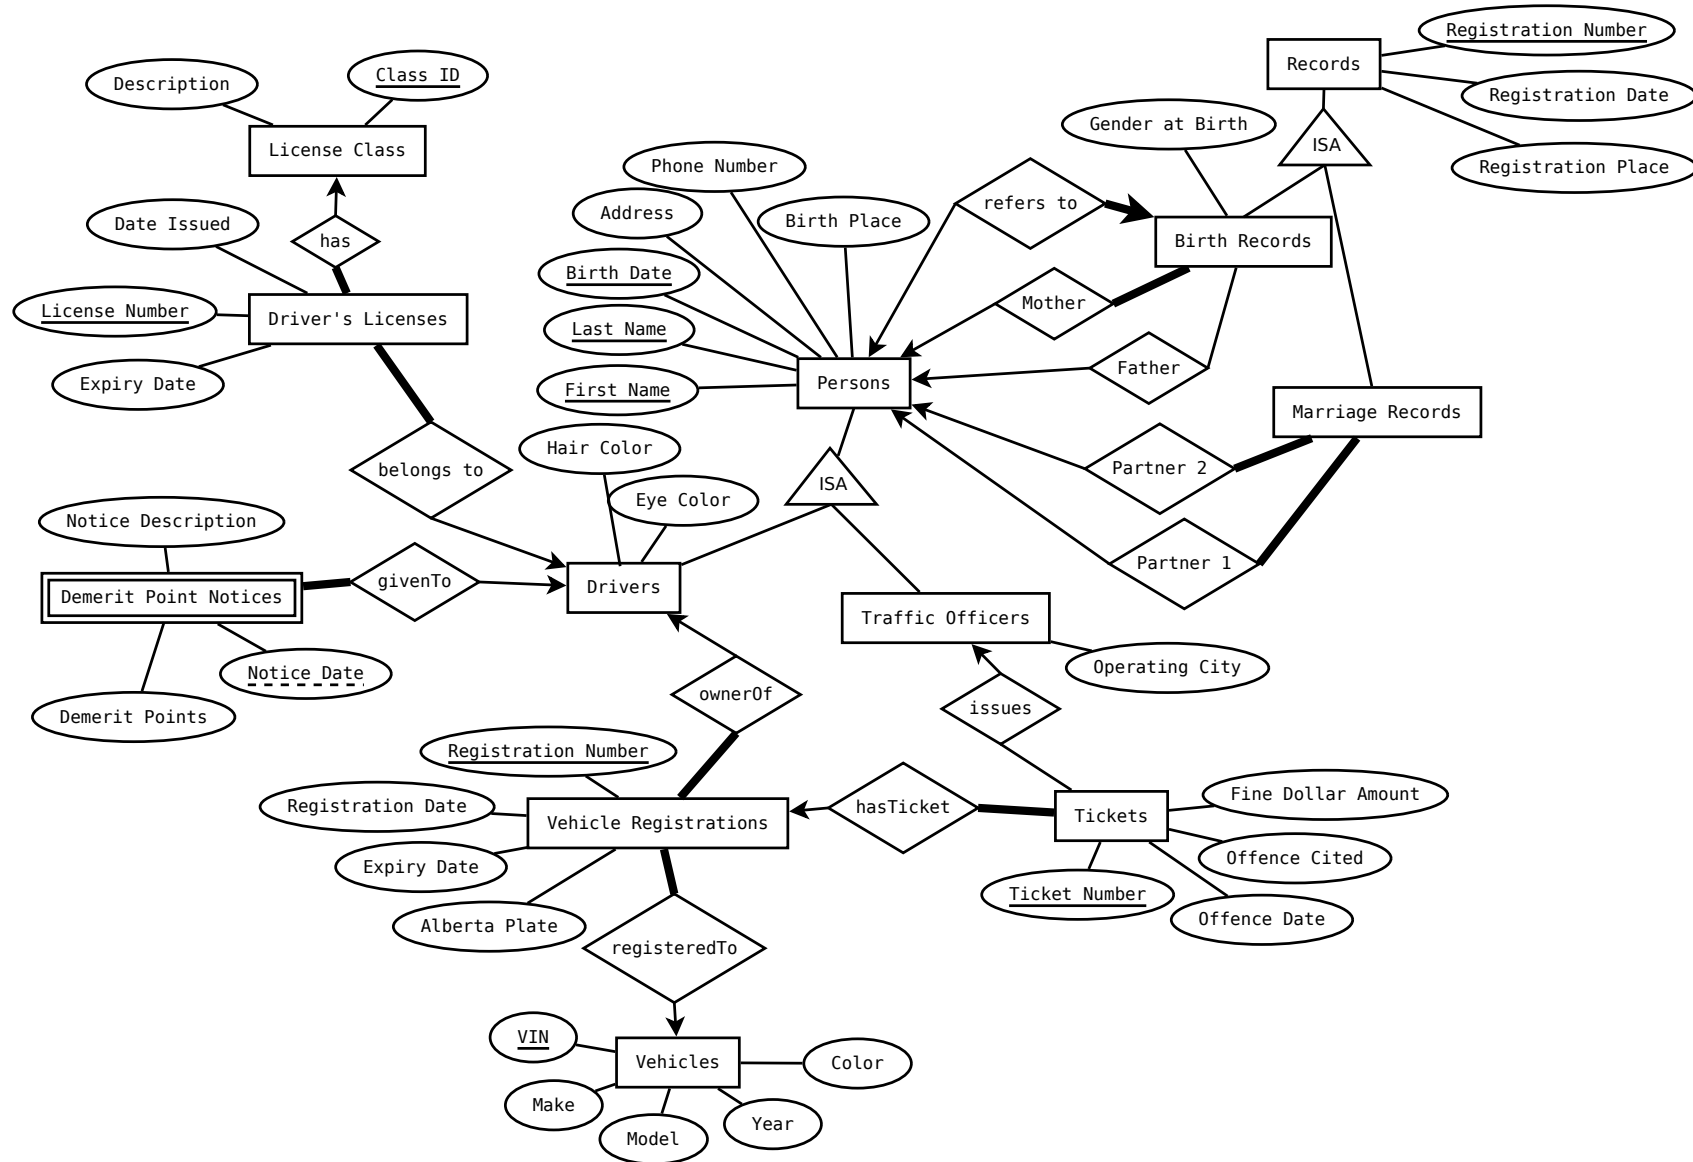 Registration Number
Records
Class ID
Description
Registration Date
Gender at Birth
ISA
License Class
Phone Number
Registration Place
refers to
Address
Birth Place
Date Issued
has
Birth Records
Birth Date
Mother
License Number
Driver's Licenses
Last Name
Father
Expiry Date
First Name
Persons
Marriage Records
Hair Color
belongs to
Partner 2
ISA
Eye Color
Notice Description
Partner 1
givenTo
Demerit Point Notices
Drivers
Traffic Officers
Operating City
Notice Date
ownerOf
issues
Demerit Points
Registration Number
Fine Dollar Amount
Registration Date
hasTicket
Vehicle Registrations
Tickets
Offence Cited
Expiry Date
Ticket Number
Offence Date
Alberta Plate
registeredTo
VIN
Vehicles
Color
Make
Year
Model